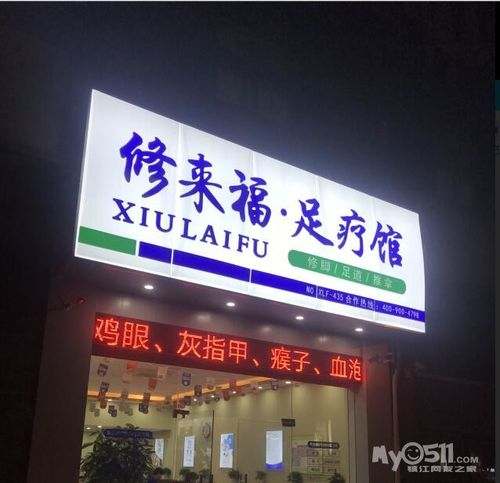 修来福·足疗馆
XIULAIFU
修脚/足道/推拿
NO:XLF-435 合作热线:400-900-4798
鸡眼、灰指甲、瘊子、血泡
My0511.com
镇江网友之家